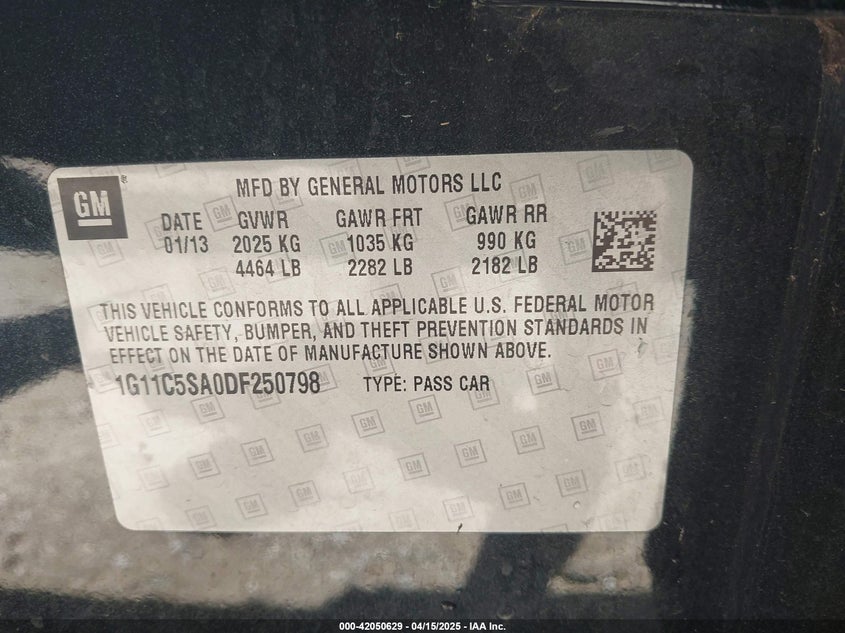 GM
MFD BY GENERAL MOTORS LLC
DATE GVWR GAWR FRT GAWR RR
01/13 2025 KG 1035 KG 990 KG
4464 LB 2282 LB 2182 LB
THIS VEHICLE CONFORMS TO ALL APPLICABLE U.S. FEDERAL MOTOR
VEHICLE SAFETY, BUMPER, AND THEFT PREVENTION STANDARDS IN
EFFECT ON THE DATE OF MANUFACTURE SHOWN ABOVE.
1G11C5SA0DF250798 TYPE: PASS CAR
000-42050629 - 04/15/2025 - IAA Inc.